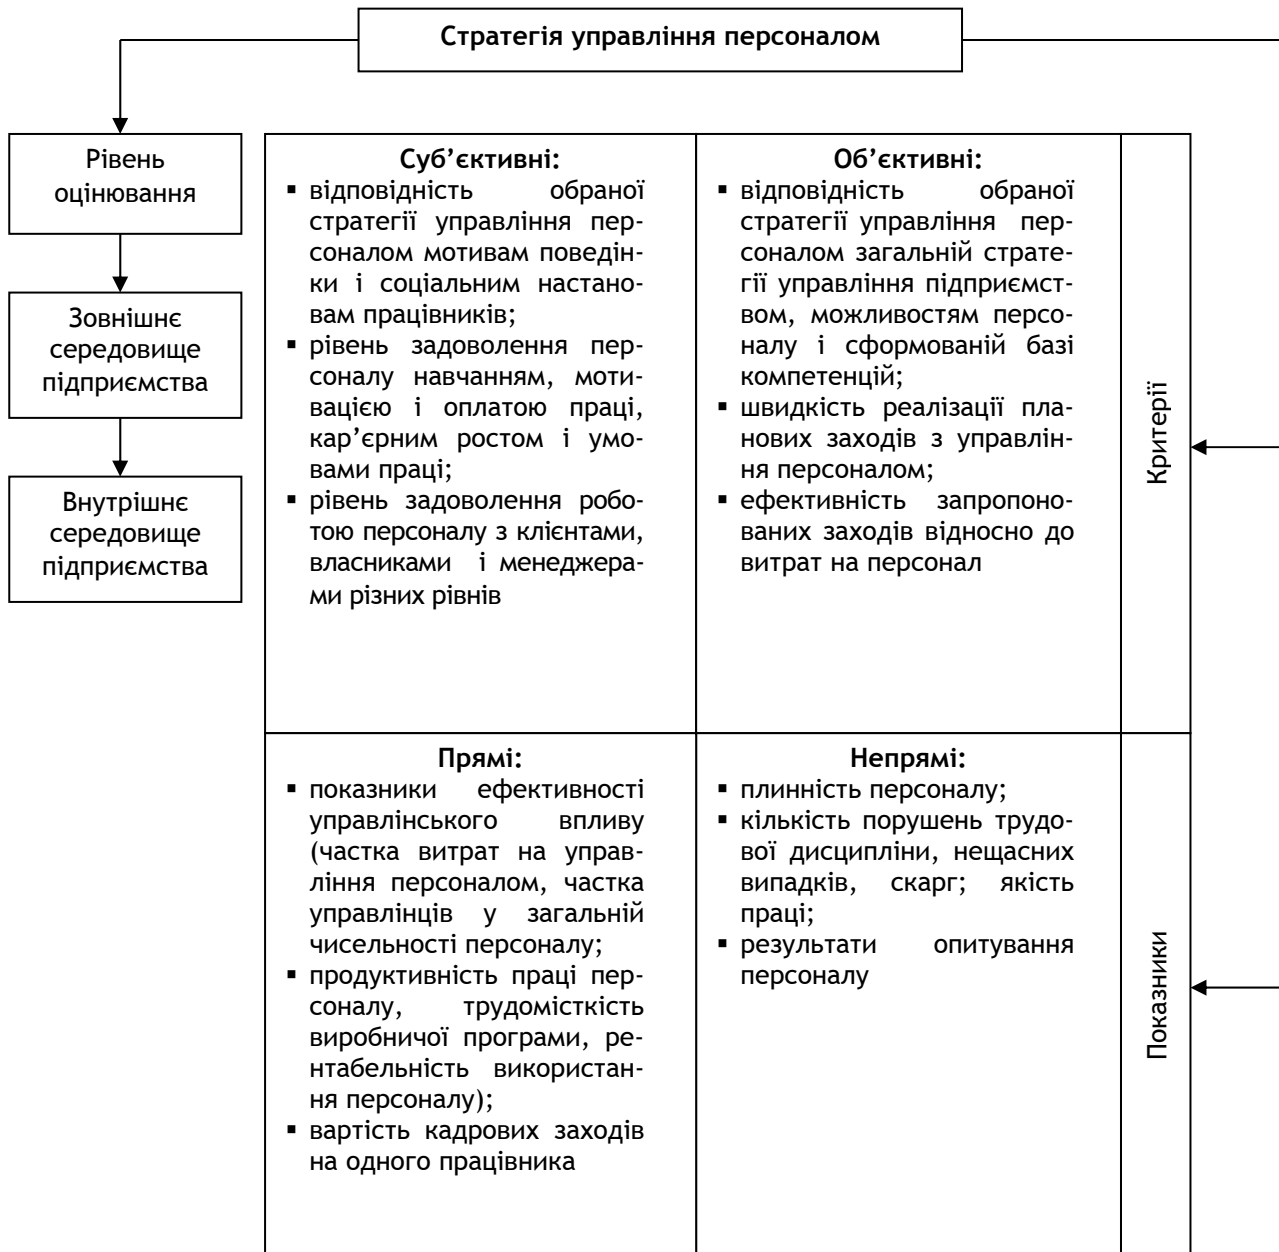 Стратегія управління персоналом
Рівень
оцінювання
Зовнішнє
середовище
підприємства
Внутрішнє
середовище
підприємства
Суб’єктивні:
▪ відповідність обраної
стратегії управління пер-
соналом мотивам поведін-
ки і соціальним настано-
вам працівників;
▪ рівень задоволення пер-
соналу навчанням, моти-
вацією і оплатою праці,
кар’єрним ростом і умо-
вами праці;
▪ рівень задоволення робо-
тою персоналу з клієнтами,
власниками і менеджера-
ми різних рівнів
Об’єктивні:
▪ відповідність обраної
стратегії управління пер-
соналом загальній страте-
гії управління підприємст-
вом, можливостям персо-
налу і сформованій базі
компетенцій;
▪ швидкість реалізації пла-
нових заходів з управлін-
ня персоналом;
▪ ефективність запропоно-
ваних заходів відносно до
витрат на персонал
Критерії
Прямі:
▪ показники ефективності
управлінського впливу
(частка витрат на управ-
ління персоналом, частка
управлінців у загальній
чисельності персоналу;
▪ продуктивність праці пер-
соналу, трудомісткість
виробничої програми, ре-
нтабельність використан-
ня персоналу);
▪ вартість кадрових заходів
на одного працівника
Непрямі:
▪ плинність персоналу;
▪ кількість порушень трудо-
вої дисципліни, нещасних
випадків, скарг; якість
праці;
▪ результати опитування
персоналу
Показники